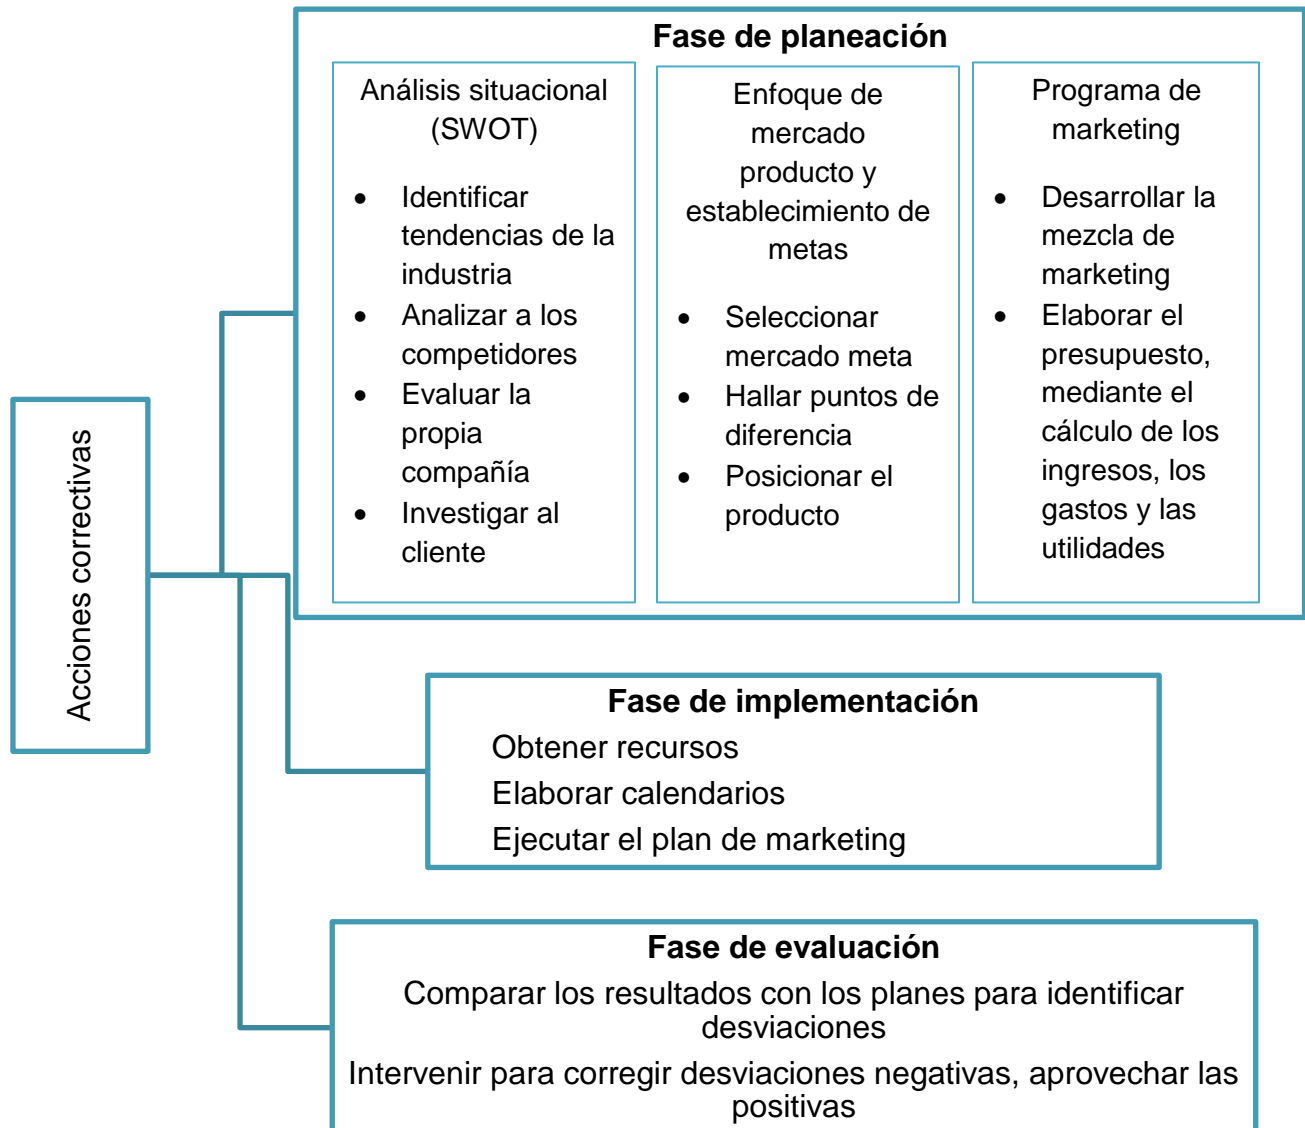 Fase de planeación
Análisis situacional
(SWOT)
• Identificar
tendencias de la
industria
• Analizar a los
competidores
• Evaluar la
propia
compañía
• Investigar al
cliente
Enfoque de
mercado
producto y
establecimiento de
metas
• Seleccionar
mercado meta
• Hallar puntos de
diferencia
• Posicionar el
producto
Programa de
marketing
• Desarrollar la
mezcla de
marketing
• Elaborar el
presupuesto,
mediante el
cálculo de los
ingresos, los
gastos y las
utilidades
Acciones correctivas
Fase de implementación
Obtener recursos
Elaborar calendarios
Ejecutar el plan de marketing
Fase de evaluación
Comparar los resultados con los planes para identificar
desviaciones
Intervenir para corregir desviaciones negativas, aprovechar las
positivas